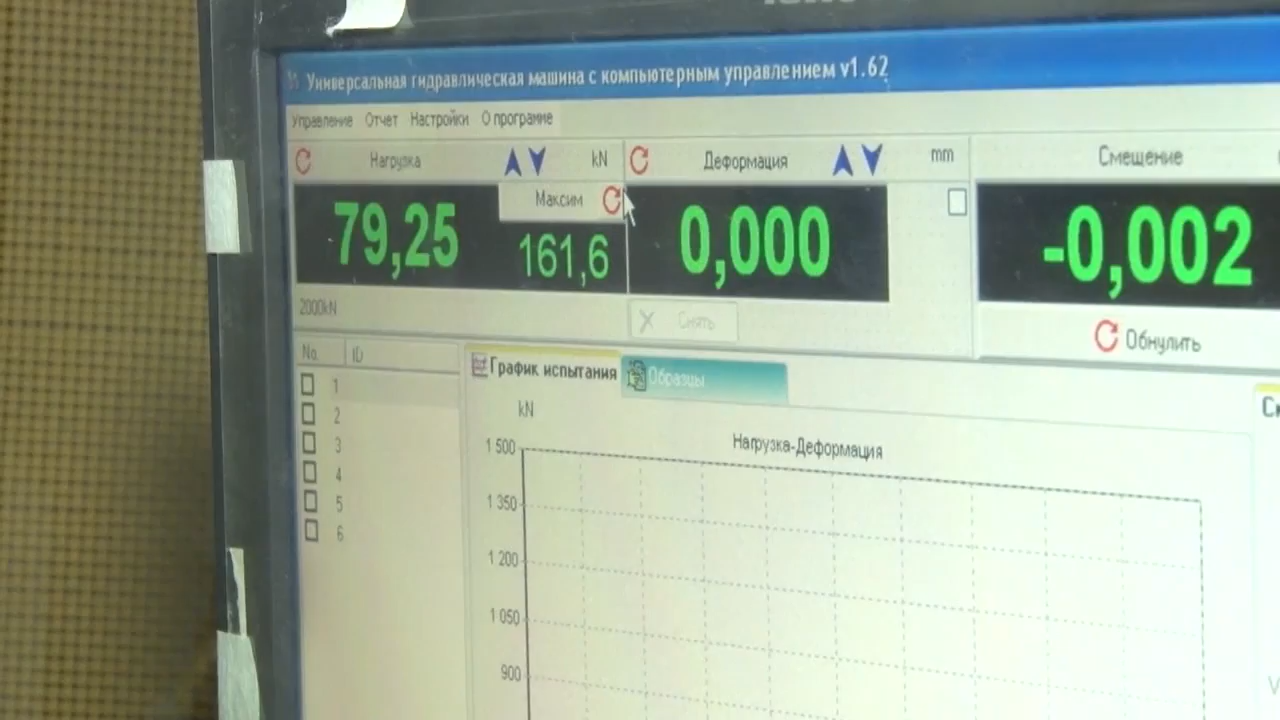 Универсальная гидравлическая машина с компьютерным управлением v1.62
Управление Отчет Настройки О програме
Нагрузка kN Деформация mm Смещение
Максим
79,25 161,6 0,000 -0,002
2000kN Снять Обнулить
No. ID
График испытания Образцы
kN
Нагрузка-Деформация
1 500
1 350
1 200
1 050
900
1
2
3
4
5
6